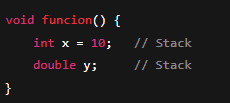 void funcion() {
    int x = 10;   // Stack
    double y;     // Stack
}